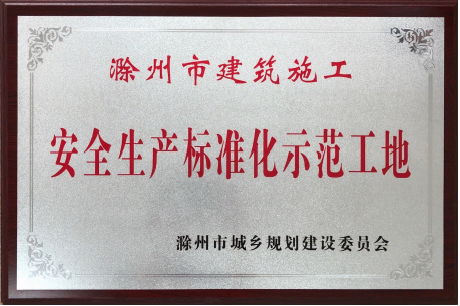 滁州市建筑施工
安全生产标准化示范工地
滁州市城乡规划建设委员会